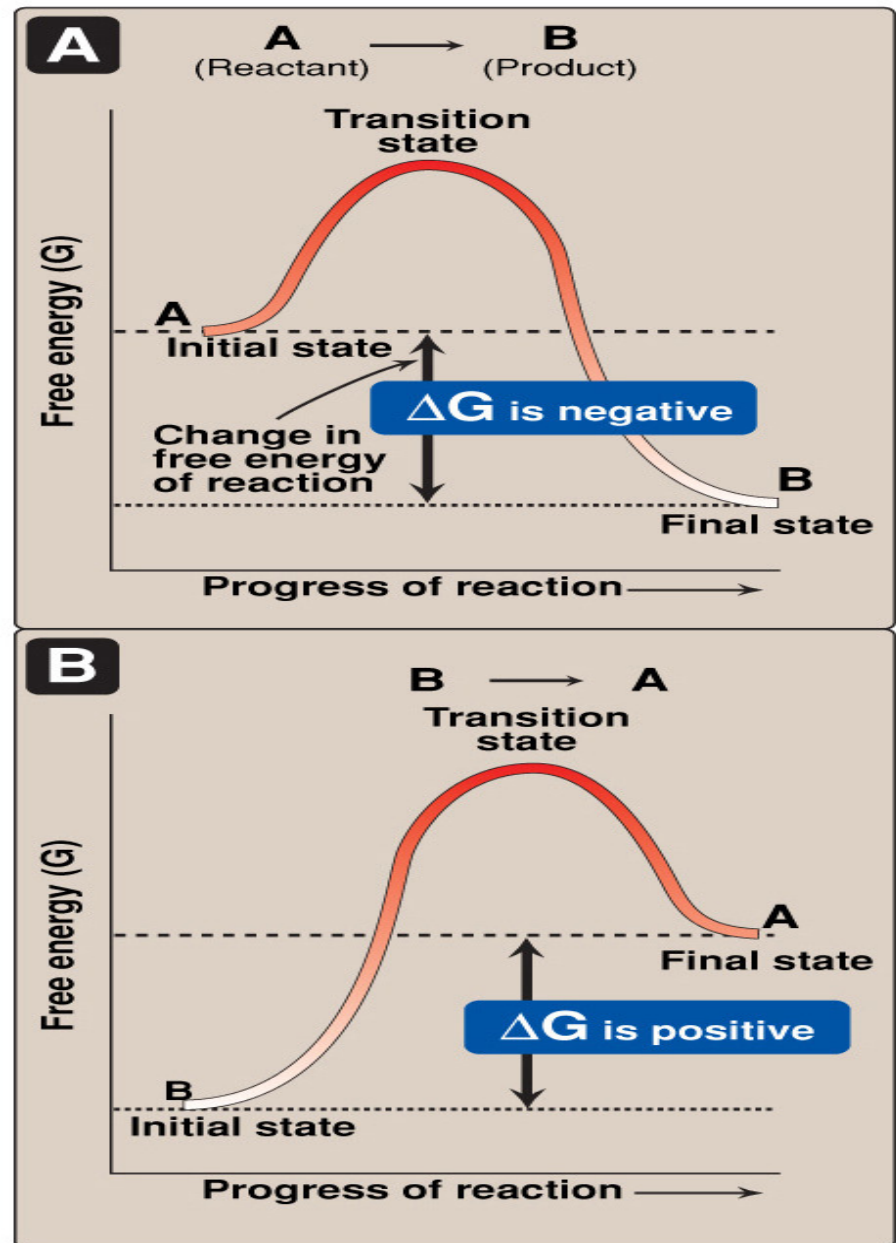 A
A → B
(Reactant) (Product)
Transition
state
Free energy (G)
A
Initial state
ΔG is negative
Change in
free energy
of reaction
B
Final state
Progress of reaction
B
B → A
Transition
state
Free energy (G)
A
Final state
ΔG is positive
B
Initial state
Progress of reaction